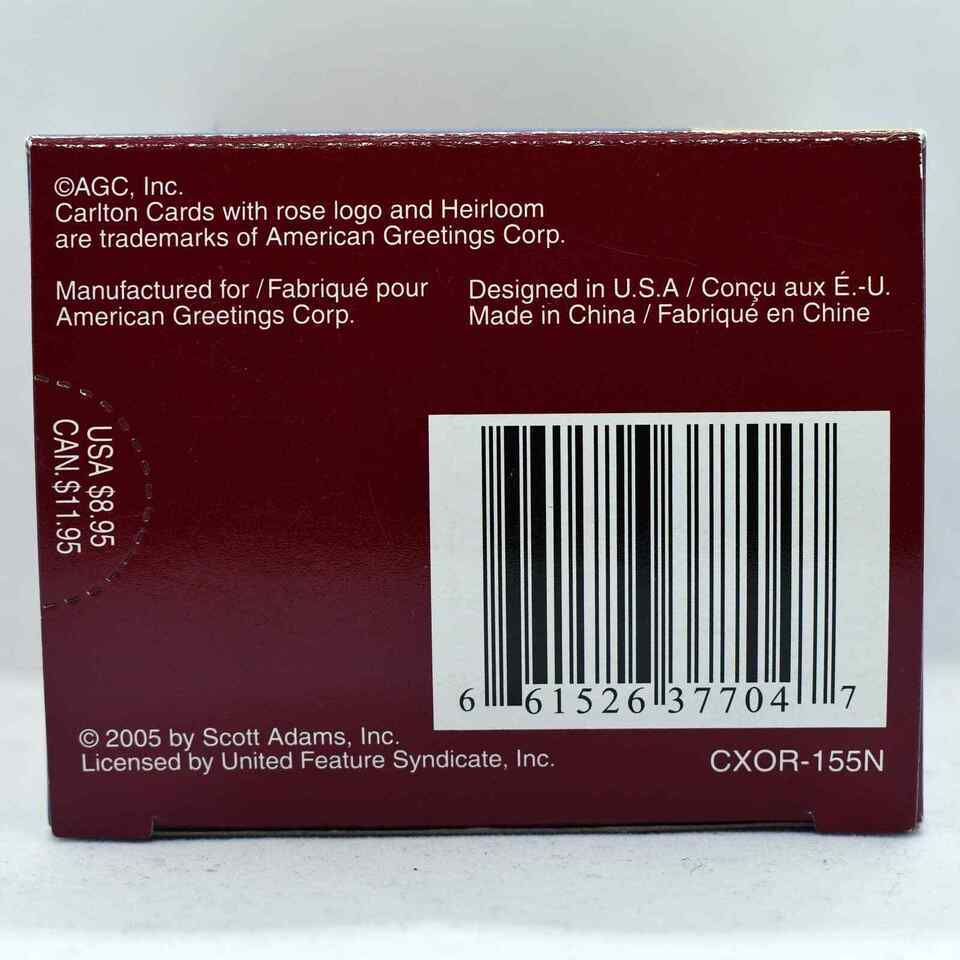 ©AGC, Inc.
Carlton Cards with rose logo and Heirloom
are trademarks of American Greetings Corp.
Manufactured for / Fabriqué pour
American Greetings Corp.
Designed in U.S.A / Conçu aux É.-U.
Made in China / Fabriqué en Chine
USA $8.95
CAN. $11.95
6 61526 37704 7
© 2005 by Scott Adams, Inc.
Licensed by United Feature Syndicate, Inc.
CXOR-155N